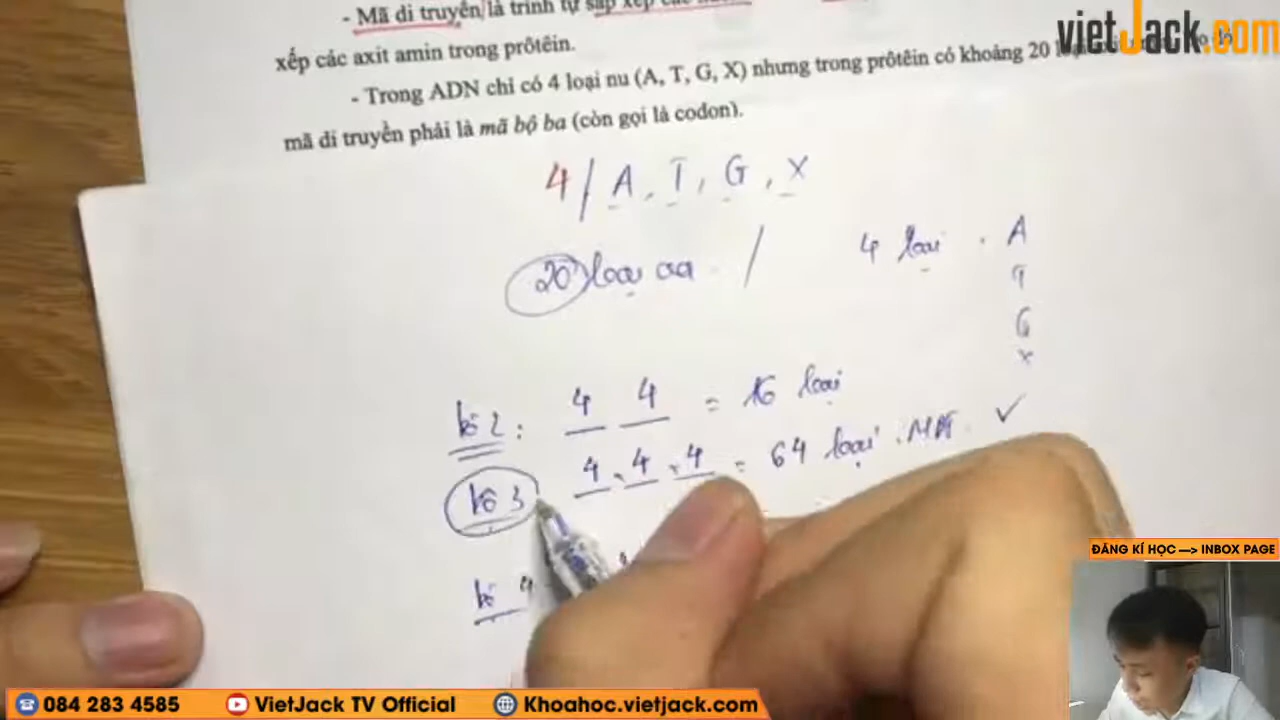 vietJack.com
- Mã di truyền là trình tự sắp xếp các
xếp các axit amin trong prôtêin.
- Trong ADN chỉ có 4 loại nu (A, T, G, X) nhưng trong prôtêin có khoảng 20
mã di truyền phải là mã bộ ba (còn gọi là codon).
4 / A, T, G, X
20 loại aa / 4 loại . A
T
G
X
bộ 2 : 4 4 = 16 loại
bộ 3 4 . 4 . 4 = 64 loại . ✓
bộ 4
ĐĂNG KÍ HỌC —> INBOX PAGE
084 283 4585 VietJack TV Official Khoahoc.vietjack.com